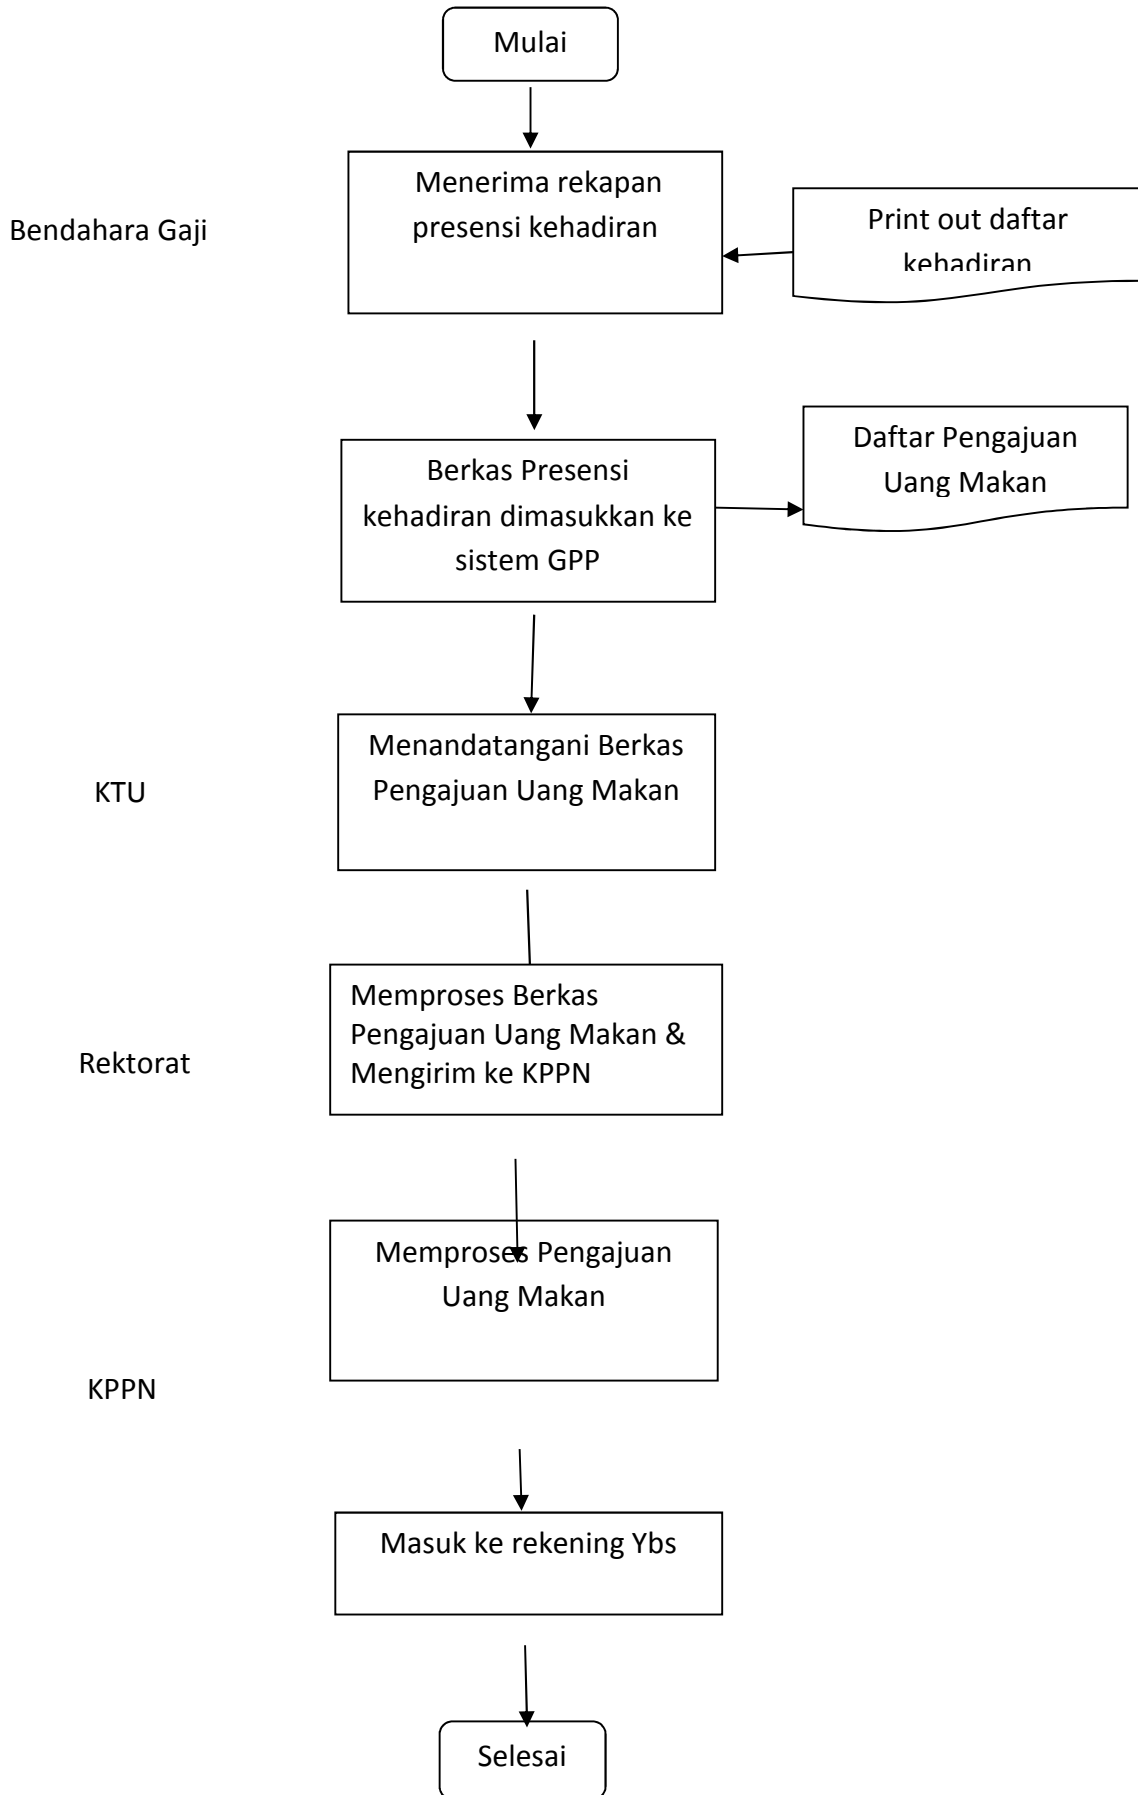 Mulai
Bendahara Gaji
Menerima rekapan
presensi kehadiran
Print out daftar
kehadiran
Berkas Presensi
kehadiran dimasukkan ke
sistem GPP
Daftar Pengajuan
Uang Makan
KTU
Menandatangani Berkas
Pengajuan Uang Makan
Rektorat
Memproses Berkas
Pengajuan Uang Makan &
Mengirim ke KPPN
Memproses Pengajuan
Uang Makan
KPPN
Masuk ke rekening Ybs
Selesai